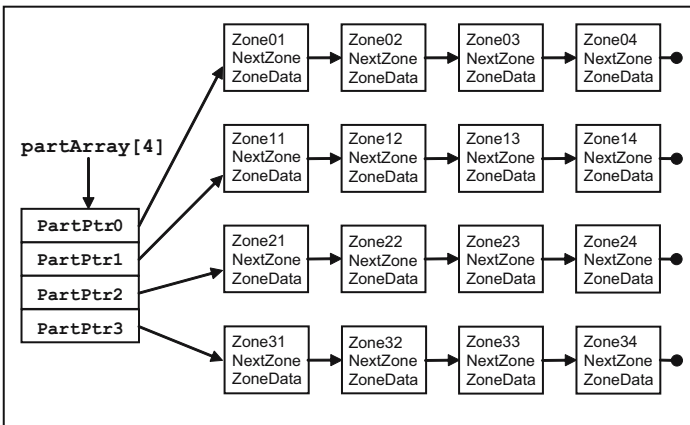 Zone01
NextZone
ZoneData
Zone02
NextZone
ZoneData
Zone03
NextZone
ZoneData
Zone04
NextZone
ZoneData
partArray[4]
Zone11
NextZone
ZoneData
Zone12
NextZone
ZoneData
Zone13
NextZone
ZoneData
Zone14
NextZone
ZoneData
PartPtr0
PartPtr1
PartPtr2
PartPtr3
Zone21
NextZone
ZoneData
Zone22
NextZone
ZoneData
Zone23
NextZone
ZoneData
Zone24
NextZone
ZoneData
Zone31
NextZone
ZoneData
Zone32
NextZone
ZoneData
Zone33
NextZone
ZoneData
Zone34
NextZone
ZoneData